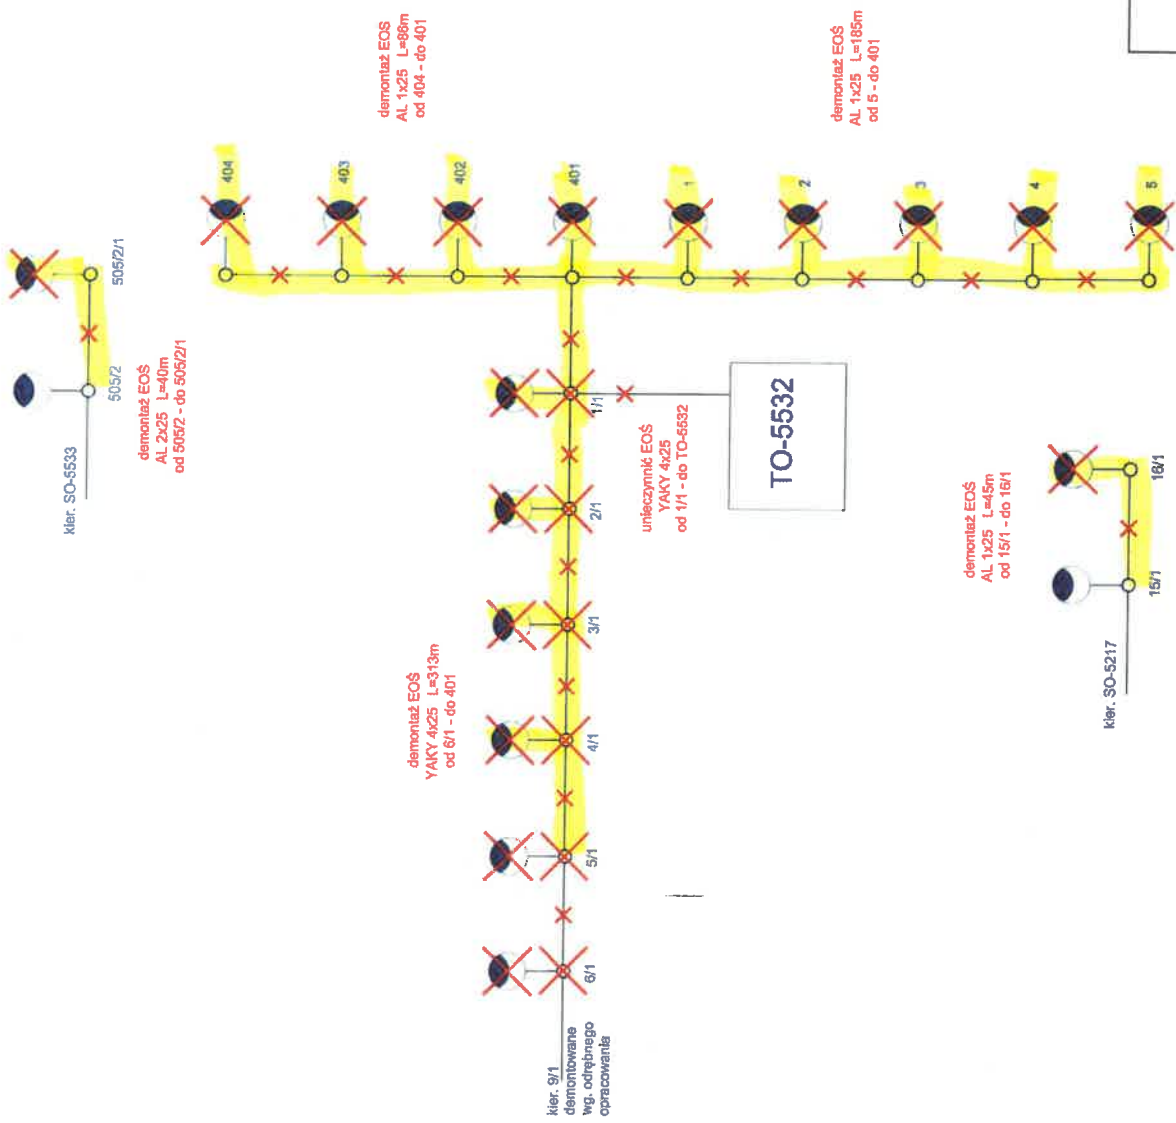 kier. SO-5533
505/2
505/2/1
demontaż EOŚ
AL 2x25 L=40m
od 505/2 - do 505/2/1
demontaż EOŚ
AL 1x25 L=86m
od 404 - do 401
demontaż EOŚ
AL 1x25 L=185m
od 5 - do 401
404
403
402
401
1
2
3
4
5
kier. 9/1
demontowane
wg. odrębnego
opracowania
6/1
5/1
4/1
3/1
2/1
1/1
demontaż EOŚ
YAKY 4x25 L=313m
od 6/1 - do 401
unieczynnić EOŚ
YAKY 4x25
od 1/1 - do TO-5532
TO-5532
demontaż EOŚ
AL 1x25 L=45m
od 15/1 - do 16/1
kier. SO-5217
15/1
16/1